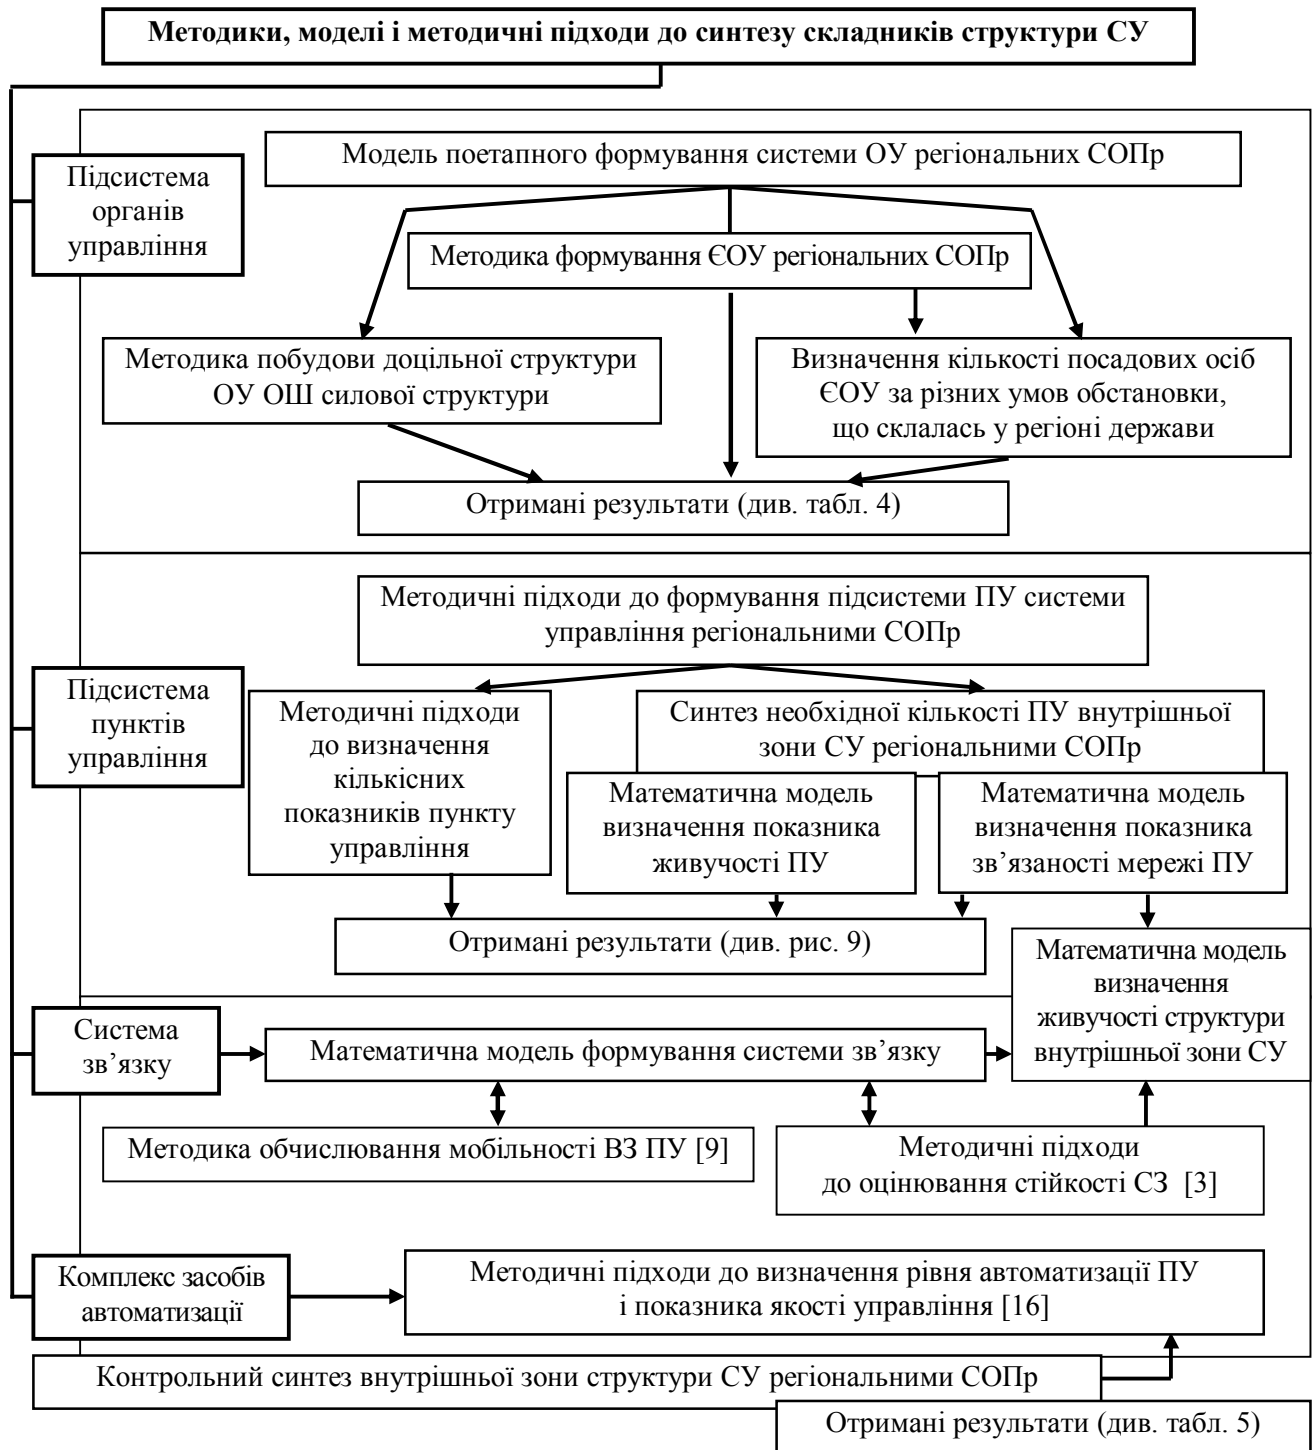 Методики, моделі і методичні підходи до синтезу складників структури СУ
Підсистема
органів
управління
Модель поетапного формування системи ОУ регіональних СОПр
Методика формування ЄОУ регіональних СОПр
Методика побудови доцільної структури
ОУ ОШ силової структури
Визначення кількості посадових осіб
ЄОУ за різних умов обстановки,
що склалась у регіоні держави
Отримані результати (див. табл. 4)
Підсистема
пунктів
управління
Методичні підходи до формування підсистеми ПУ системи
управління регіональними СОПр
Методичні підходи
до визначення
кількісних
показників пункту
управління
Синтез необхідної кількості ПУ внутрішньої
зони СУ регіональними СОПр
Математична модель
визначення показника
живучості ПУ
Математична модель
визначення показника
зв’язаності мережі ПУ
Отримані результати (див. рис. 9)
Математична модель
визначення
живучості структури
внутрішньої зони СУ
Система
зв’язку
Математична модель формування системи зв’язку
Методика обчислювання мобільності ВЗ ПУ [9]
Методичні підходи
до оцінювання стійкості СЗ [3]
Комплекс засобів
автоматизації
Методичні підходи до визначення рівня автоматизації ПУ
і показника якості управління [16]
Контрольний синтез внутрішньої зони структури СУ регіональними СОПр
Отримані результати (див. табл. 5)